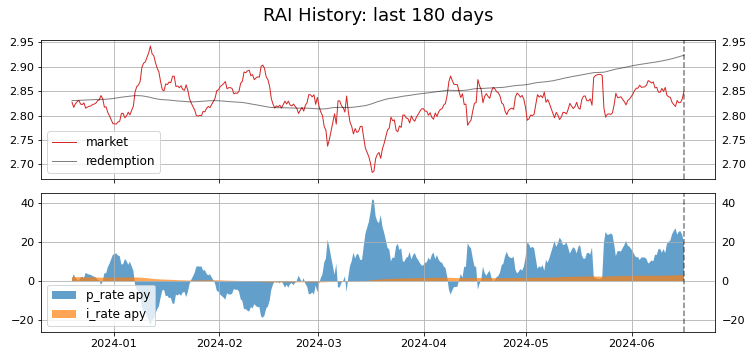 RAI History: last 180 days
2.95 2.95
2.90 2.90
2.85 2.85
2.80 2.80
2.75 2.75
2.70 2.70
market
redemption
40 40
20 20
0 0
-20 −20
p_rate apy
i_rate apy
2024-01 2024-02 2024-03 2024-04 2024-05 2024-06